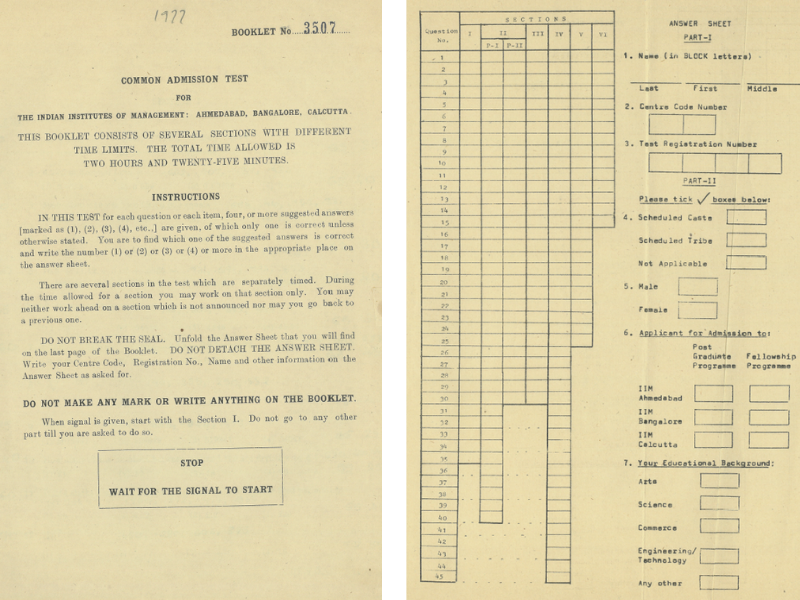 1977
BOOKLET No....3507......
COMMON ADMISSION TEST
FOR
THE INDIAN INSTITUTES OF MANAGEMENT: AHMEDABAD, BANGALORE, CALCUTTA.
THIS BOOKLET CONSISTS OF SEVERAL SECTIONS WITH DIFFERENT
TIME LIMITS. THE TOTAL TIME ALLOWED IS
TWO HOURS AND TWENTY-FIVE MINUTES.
INSTRUCTIONS
IN THIS TEST for each question or each item, four, or more suggested answers
[marked as (1), (2), (3), (4), etc.,] are given, of which only one is correct unless
otherwise stated. You are to find which one of the suggested answers is correct
and write the number (1) or (2) or (3) or (4) or more in the appropriate place on
the answer sheet.
There are several sections in the test which are separately timed. During
the time allowed for a section you may work on that section only. You may
neither work ahead on a section which is not announced nor may you go back to
a previous one.
DO NOT BREAK THE SEAL. Unfold the Answer Sheet that you will find
on the last page of the Booklet. DO NOT DETACH THE ANSWER SHEET.
Write your Centre Code, Registration No., Name and other information on the
Answer Sheet as asked for.
DO NOT MAKE ANY MARK OR WRITE ANYTHING ON THE BOOKLET.
When signal is given, start with the Section I. Do not go to any other
part till you are asked to do so.
STOP
WAIT FOR THE SIGNAL TO START
SECTIONS
Question No. I II III IV V VI
P-I P-II
1
2
3
4
5
6
7
8
9
10
11
12
13
14
15
16
17
18
19
20
21
22
23
24
25
26
27
28
29
30
31
32
33
34
35
36
37
38
39
40
41
42
43
44
45
ANSWER SHEET
PART-I
1. Name (in BLOCK letters)
Last First Middle
2. Centre Code Number
3. Test Registration Number
PART-II
Please tick ✓ boxes below:
4. Scheduled Caste
Scheduled Tribe
Not Applicable
5. Male
Female
6. Applicant for Admission to:
Post
Graduate Fellowship
Programme Programme
IIM
Ahmedabad
IIM
Bangalore
IIM
Calcutta
7. Your Educational Background:
Arts
Science
Commerce
Engineering/
Technology
Any other